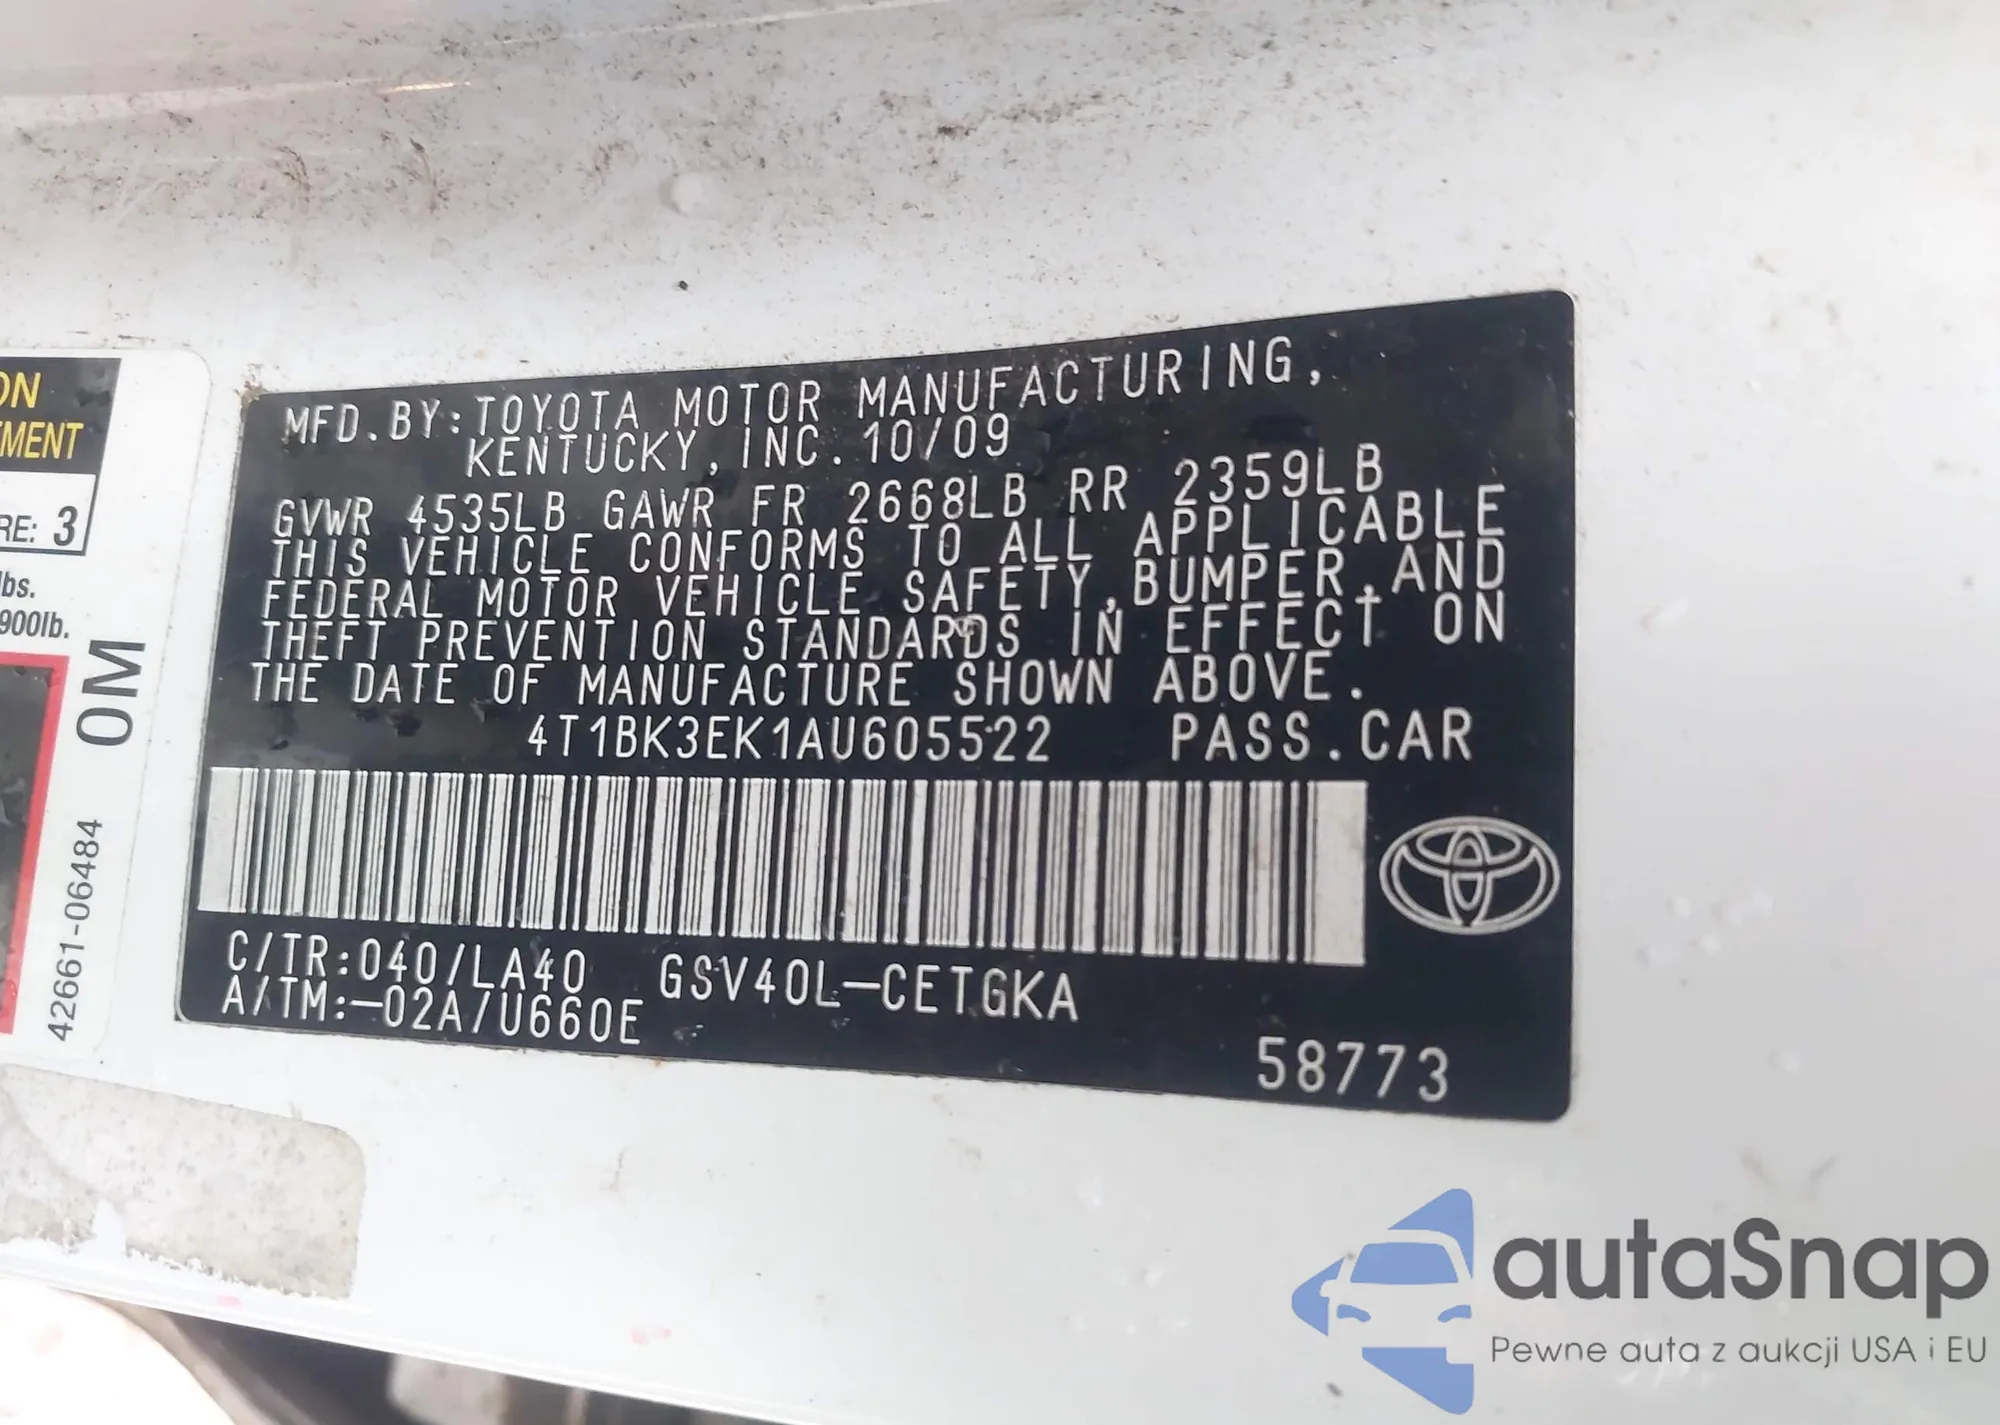 ON
EMENT
RE: 3
lbs.
900lb.
OM
42661-06484
MFD.BY:TOYOTA MOTOR MANUFACTURING,
KENTUCKY,INC.10/09
GVWR 4535LB GAWR FR 2668LB RR 2359LB
THIS VEHICLE CONFORMS TO ALL APPLICABLE
FEDERAL MOTOR VEHICLE SAFETY,BUMPER,AND
THEFT PREVENTION STANDARDS IN EFFECT ON
THE DATE OF MANUFACTURE SHOWN ABOVE.
4T1BK3EK1AU605522 PASS.CAR
C/TR:040/LA40 GSV40L-CETGKA
A/TM:-02A/U660E
58773
autaSnap
Pewne auta z aukcji USA i EU